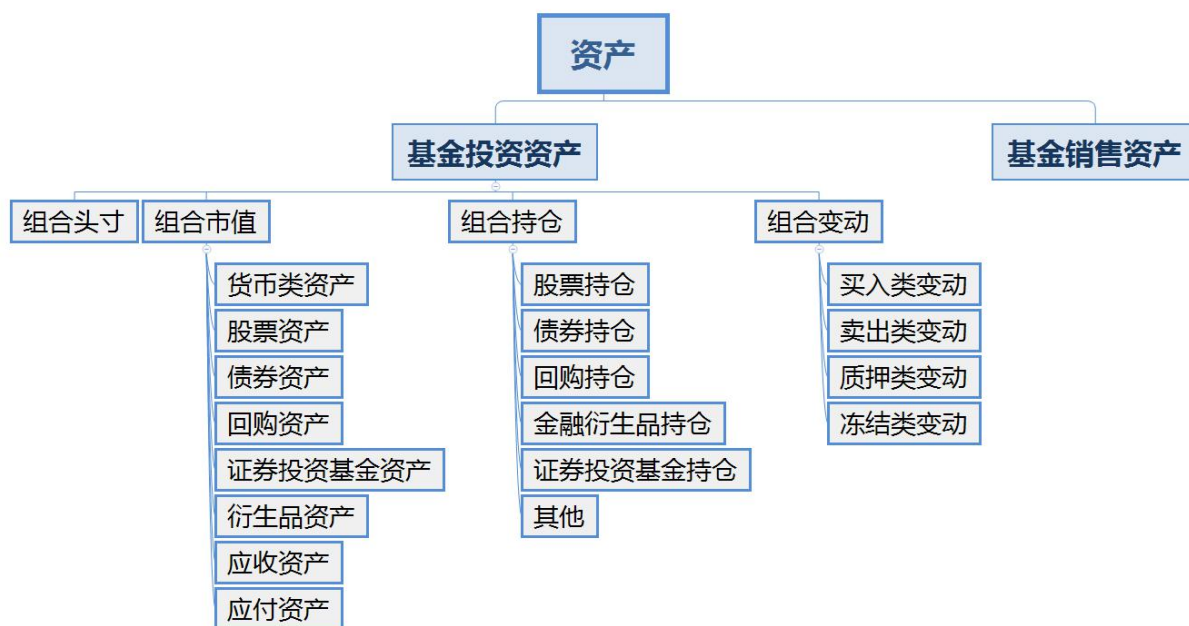 资产
基金投资资产
基金销售资产
组合头寸
组合市值
组合持仓
组合变动
货币类资产
股票资产
债券资产
回购资产
证券投资基金资产
衍生品资产
应收资产
应付资产
股票持仓
债券持仓
回购持仓
金融衍生品持仓
证券投资基金持仓
其他
买入类变动
卖出类变动
质押类变动
冻结类变动